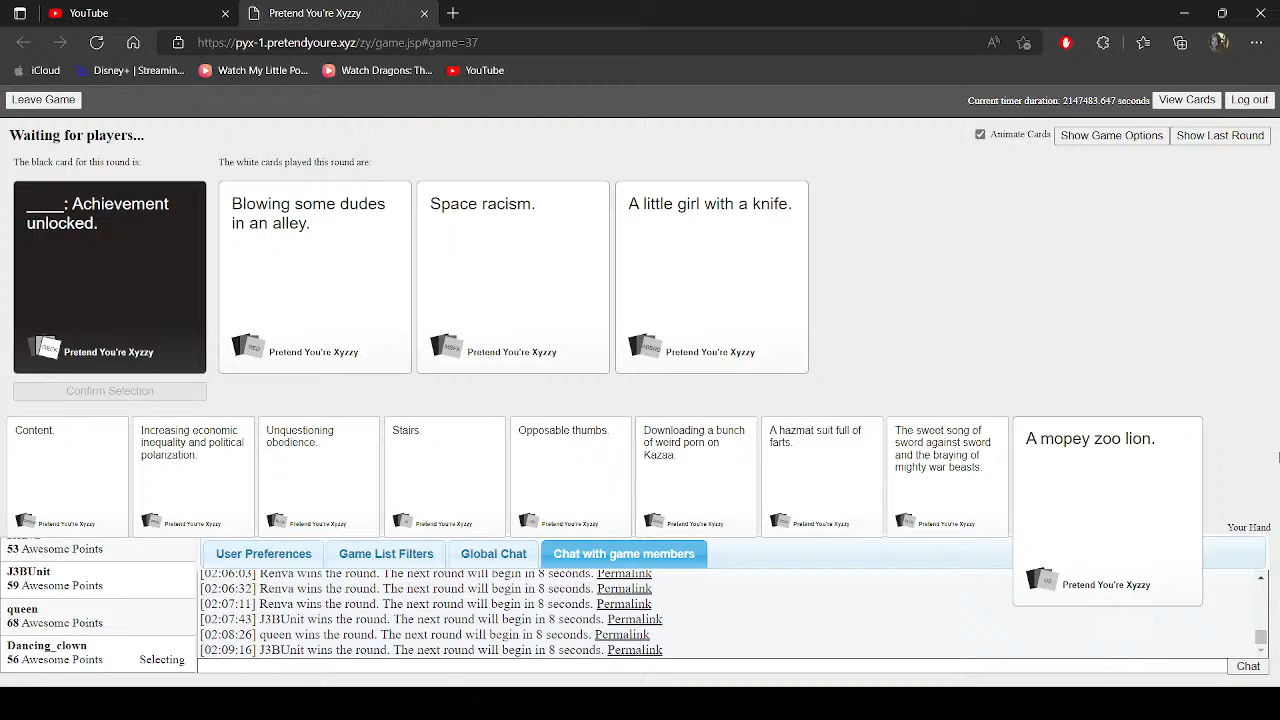 YouTube
Pretend You're Xyzzy
https://pyx-1.pretendyoure.xyz/zy/game.jsp#game=37
iCloud
Disney+ | Streamin...
Watch My Little Po...
Watch Dragons: Th...
YouTube
Leave Game
Current timer duration: 2147483.647 seconds
View Cards
Log out
Waiting for players...
Animate Cards
Show Game Options
Show Last Round
The black card for this round is:
The white cards played this round are:
____: Achievement
unlocked.
Pretend You're Xyzzy
Blowing some dudes
in an alley.
Pretend You're Xyzzy
Space racism.
Pretend You're Xyzzy
A little girl with a knife.
Pretend You're Xyzzy
Confirm Selection
Content.
Pretend You're Xyzzy
Increasing economic
inequality and political
polarization.
Pretend You're Xyzzy
Unquestioning
obedience.
Pretend You're Xyzzy
Stairs.
Pretend You're Xyzzy
Opposable thumbs.
Pretend You're Xyzzy
Downloading a bunch
of weird porn on
Kazaa.
Pretend You're Xyzzy
A hazmat suit full of
farts.
Pretend You're Xyzzy
The sweet song of
sword against sword
and the braying of
mighty war beasts.
Pretend You're Xyzzy
A mopey zoo lion.
Pretend You're Xyzzy
Your Hand
53 Awesome Points
J3BUnit
59 Awesome Points
queen
68 Awesome Points
Dancing_clown
56 Awesome Points
Selecting
User Preferences
Game List Filters
Global Chat
Chat with game members
[02:06:03] Renva wins the round. The next round will begin in 8 seconds. Permalink
[02:06:32] Renva wins the round. The next round will begin in 8 seconds. Permalink
[02:07:11] Renva wins the round. The next round will begin in 8 seconds. Permalink
[02:07:43] J3BUnit wins the round. The next round will begin in 8 seconds. Permalink
[02:08:26] queen wins the round. The next round will begin in 8 seconds. Permalink
[02:09:16] J3BUnit wins the round. The next round will begin in 8 seconds. Permalink
Chat